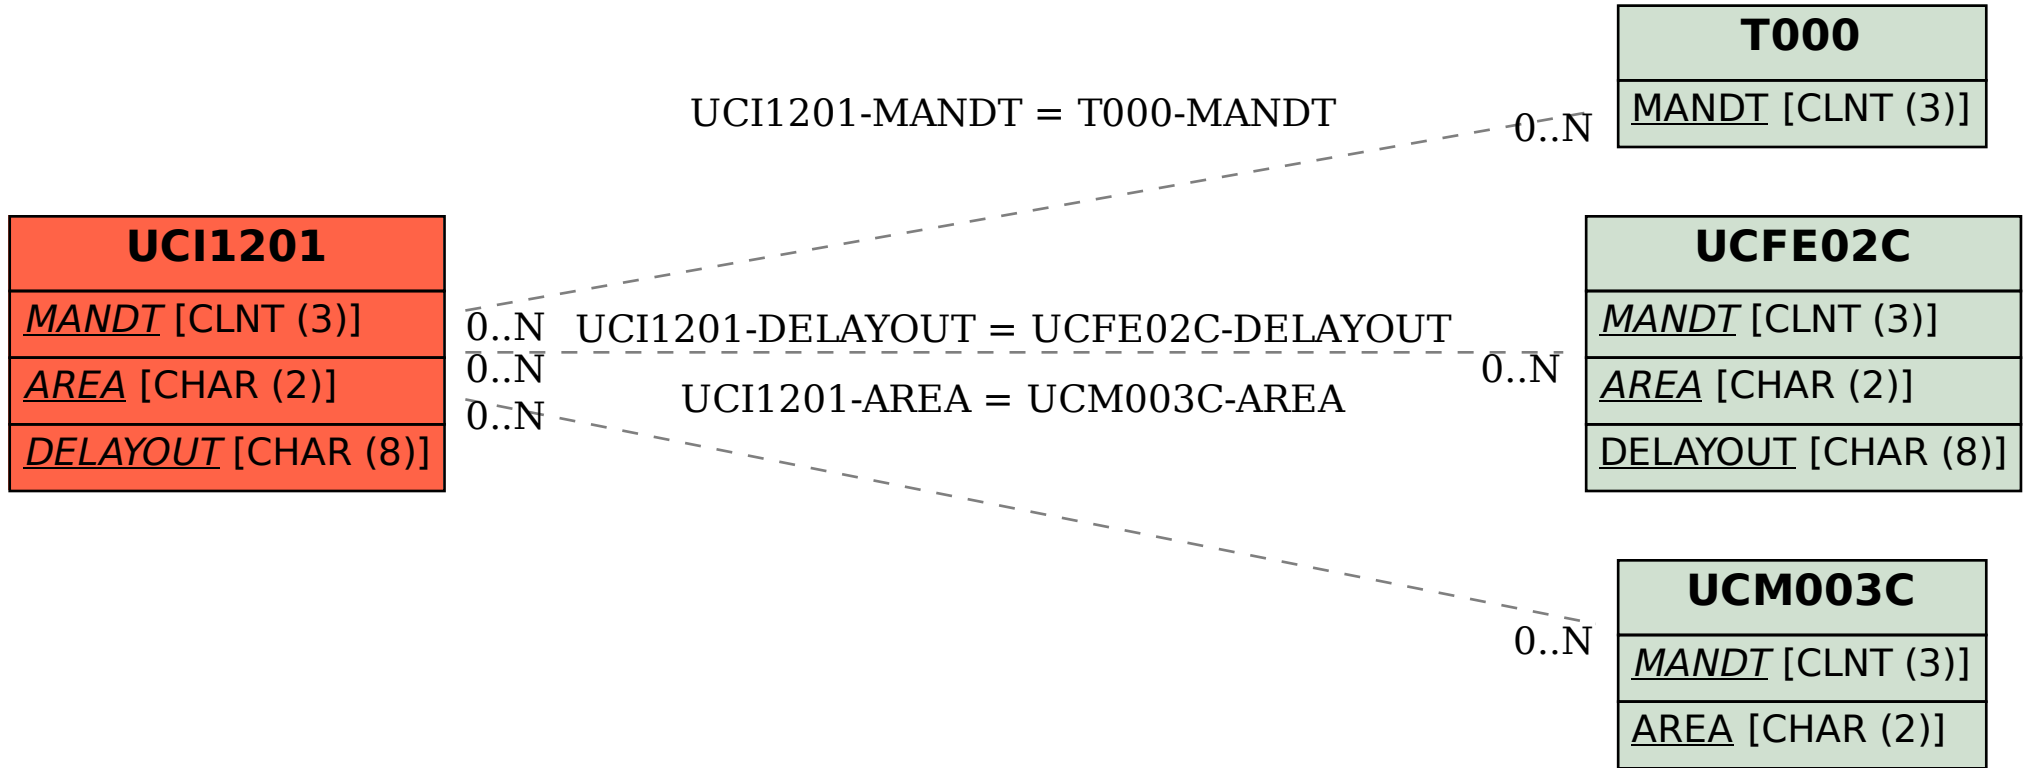 T000
MANDT [CLNT (3)]
UCI1201-MANDT = T000-MANDT
0..N
UCI1201
MANDT [CLNT (3)]
AREA [CHAR (2)]
DELAYOUT [CHAR (8)]
0..N
UCI1201-DELAYOUT = UCFE02C-DELAYOUT
0..N
0..N
UCI1201-AREA = UCM003C-AREA
0..N
UCFE02C
MANDT [CLNT (3)]
AREA [CHAR (2)]
DELAYOUT [CHAR (8)]
0..N
UCM003C
MANDT [CLNT (3)]
AREA [CHAR (2)]